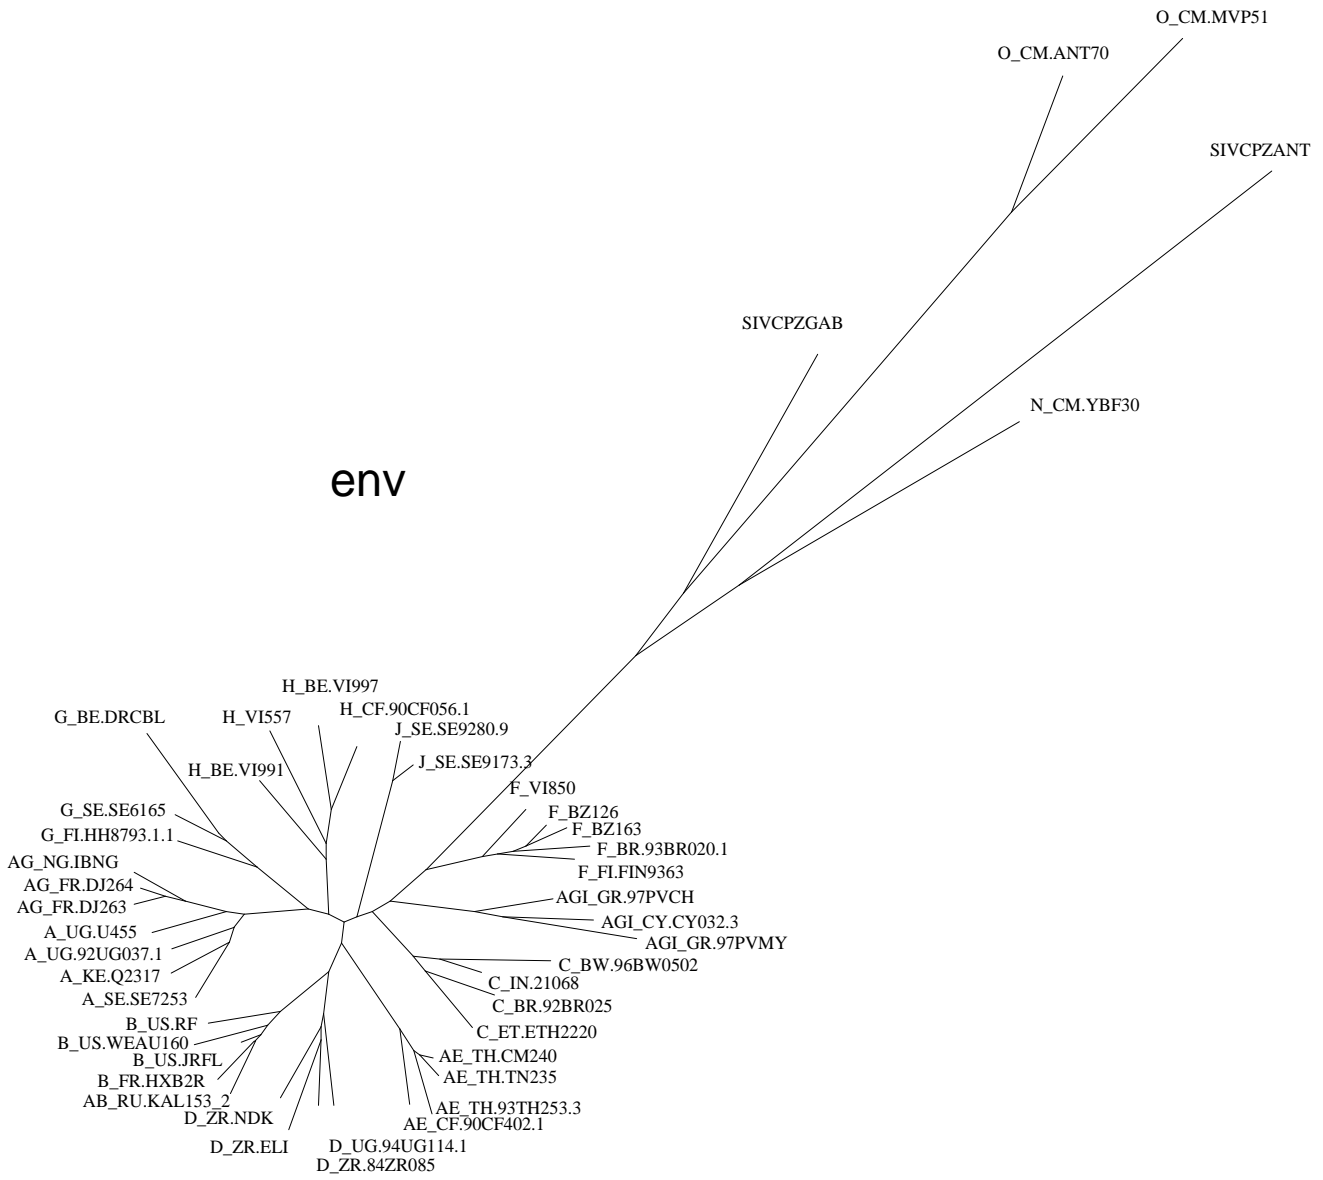 O_CM.MVP51
O_CM.ANT70
SIVCPZANT
SIVCPZGAB
N_CM.YBF30
env
H_BE.VI997
H_CF.90CF056.1
G_BE.DRCBL
H_VI557
J_SE.SE9280.9
J_SE.SE9173.3
H_BE.VI991
F_VI850
G_SE.SE6165
F_BZ126
F_BZ163
G_FI.HH8793.1.1
F_BR.93BR020.1
AG_NG.IBNG
F_FI.FIN9363
AG_FR.DJ264
AGI_GR.97PVCH
AG_FR.DJ263
AGI_CY.CY032.3
A_UG.U455
AGI_GR.97PVMY
A_UG.92UG037.1
C_BW.96BW0502
A_KE.Q2317
C_IN.21068
A_SE.SE7253
C_BR.92BR025
B_US.RF
C_ET.ETH2220
B_US.WEAU160
AE_TH.CM240
B_US.JRFL
AE_TH.TN235
B_FR.HXB2R
AB_RU.KAL153_2
AE_TH.93TH253.3
D_ZR.NDK
AE_CF.90CF402.1
D_ZR.ELI
D_UG.94UG114.1
D_ZR.84ZR085